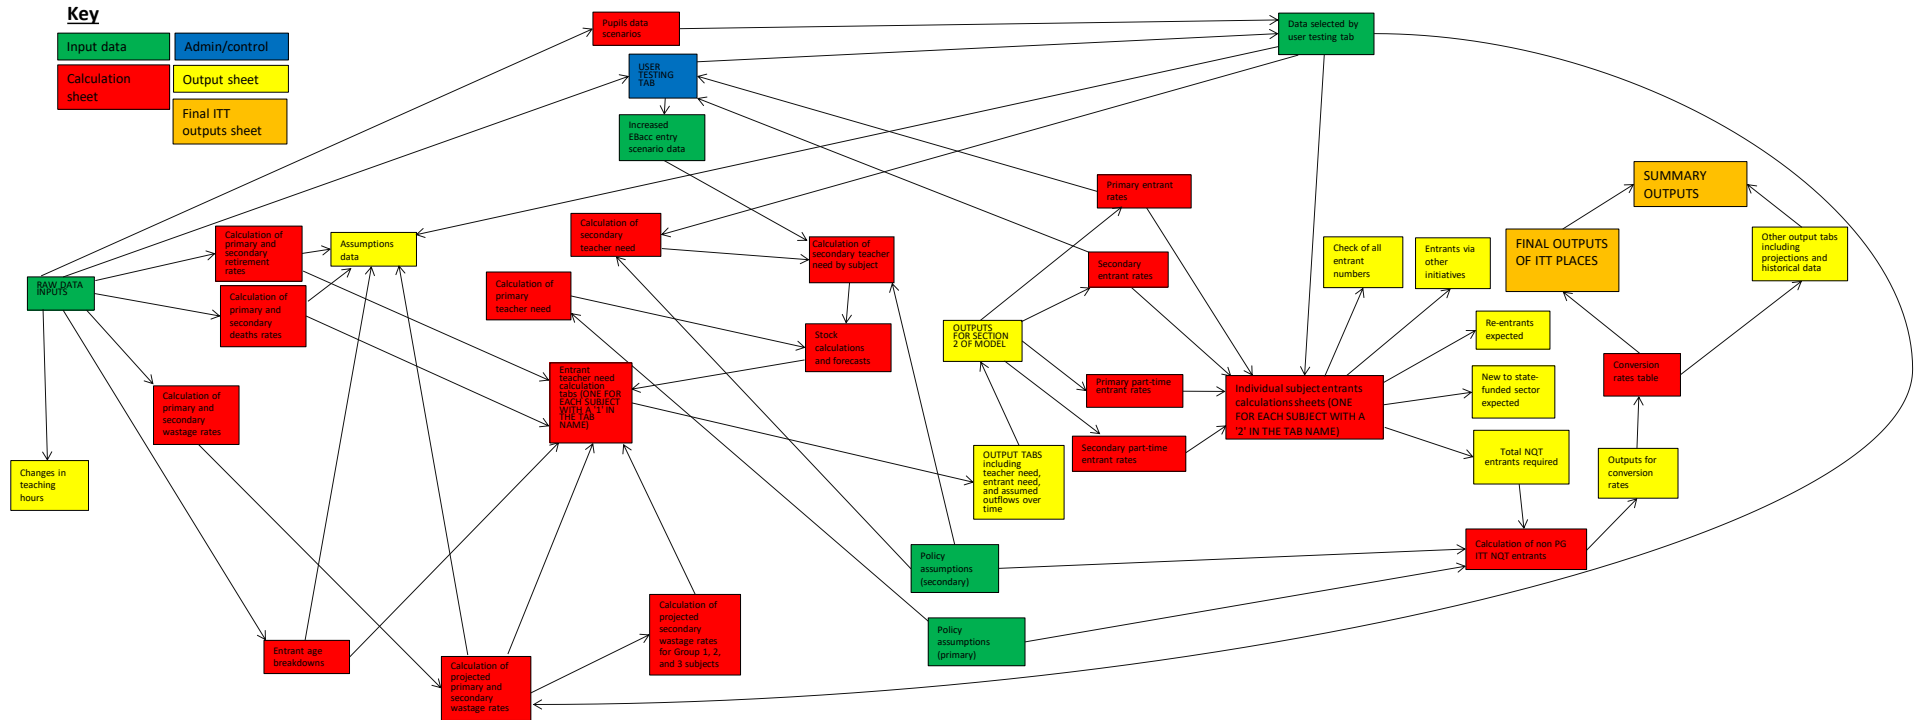 Key
Input data
Admin/control
Calculation
sheet
Output sheet
Final ITT
outputs sheet
Pupils data
scenarios
Data selected by
user testing tab
USER
TESTING
TAB
Increased
EBacc entry
scenario data
Primary entrant
rates
SUMMARY
OUTPUTS
Calculation of
primary and
secondary
retirement
rates
Assumptions
data
Calculation of
secondary
teacher need
Calculation of
secondary teacher
need by subject
Secondary
entrant rates
Check of all
entrant
numbers
Entrants via
other
initiatives
FINAL OUTPUTS
OF ITT PLACES
Other output tabs
including
projections and
historical data
RAW DATA
INPUTS
Calculation of
primary and
secondary
deaths rates
Calculation of
primary
teacher need
Stock
calculations
and forecasts
OUTPUTS
FOR SECTION
2 OF MODEL
Re-entrants
expected
Entrant
teacher need
calculation
tabs (ONE FOR
EACH SUBJECT
WITH A '1' IN
THE TAB
NAME)
Primary part-time
entrant rates
Individual subject entrants
calculations sheets (ONE
FOR EACH SUBJECT WITH A
'2' IN THE TAB NAME)
New to state-
funded sector
expected
Conversion
rates table
Calculation of
primary and
secondary
wastage rates
Secondary part-time
entrant rates
Total NQT
entrants required
Changes in
teaching
hours
OUTPUT TABS
including
teacher need,
entrant need,
and assumed
outflows over
time
Outputs for
conversion
rates
Policy
assumptions
(secondary)
Calculation of non PG
ITT NQT entrants
Calculation of
projected
secondary
wastage rates
for Group 1, 2,
and 3 subjects
Policy
assumptions
(primary)
Entrant age
breakdowns
Calculation of
projected
primary and
secondary
wastage rates